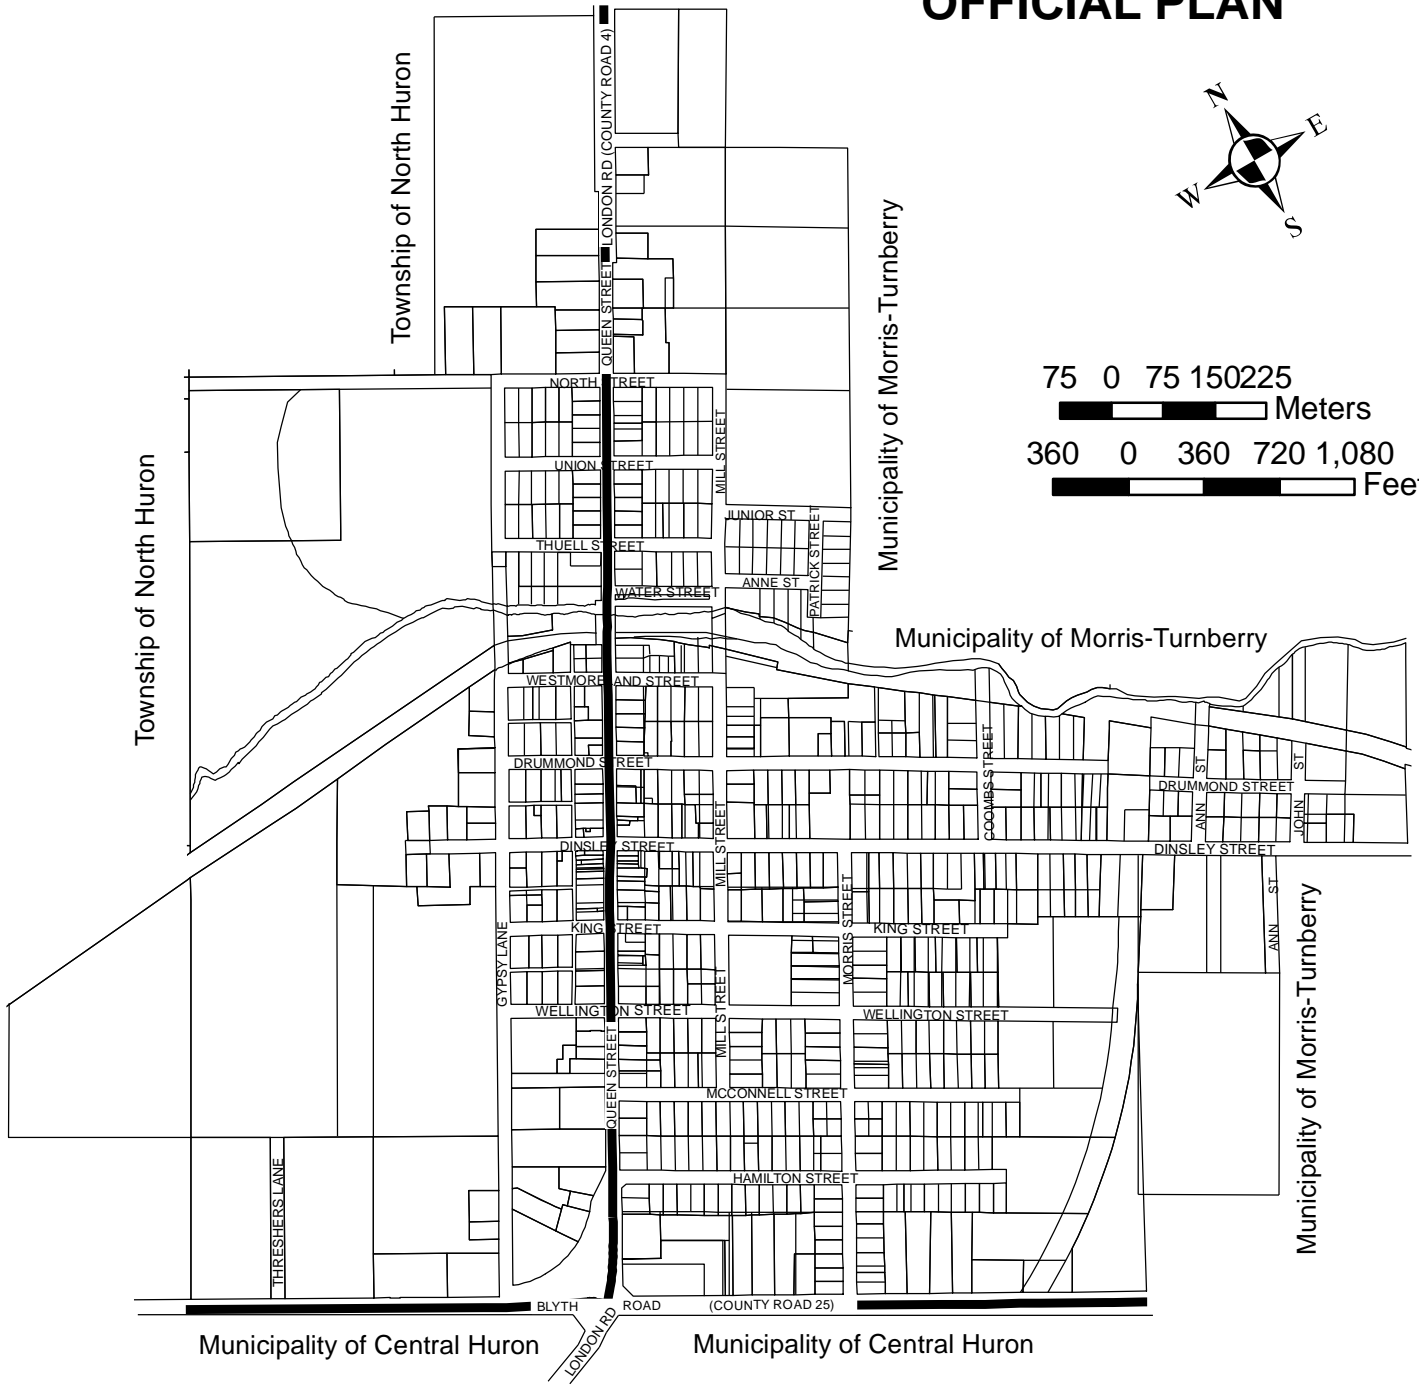 OFFICIAL PLAN
N
E
W
S
Township of North Huron
LONDON RD (COUNTY ROAD 4)
QUEEN STREET
Municipality of Morris-Turnberry
75 0 75 150225
Meters
360 0 360 720 1,080
Feet
Township of North Huron
NORTH STREET
MILL STREET
UNION STREET
JUNIOR ST
PATRICK STREET
THUELL STREET
ANNE ST
WATER STREET
Municipality of Morris-Turnberry
WESTMORELAND STREET
DRUMMOND STREET
COOMBS STREET
ST
ST
DRUMMOND STREET
ANN
JOHN
MILL STREET
DINSLEY STREET
DINSLEY STREET
MORRIS STREET
ANN ST
GYPSY LANE
KING STREET
KING STREET
Municipality of Morris-Turnberry
MILL STREET
WELLINGTON STREET
WELLINGTON STREET
QUEEN STREET
MCCONNELL STREET
THRESHERS LANE
HAMILTON STREET
BLYTH ROAD (COUNTY ROAD 25)
LONDON RD
Municipality of Central Huron
Municipality of Central Huron